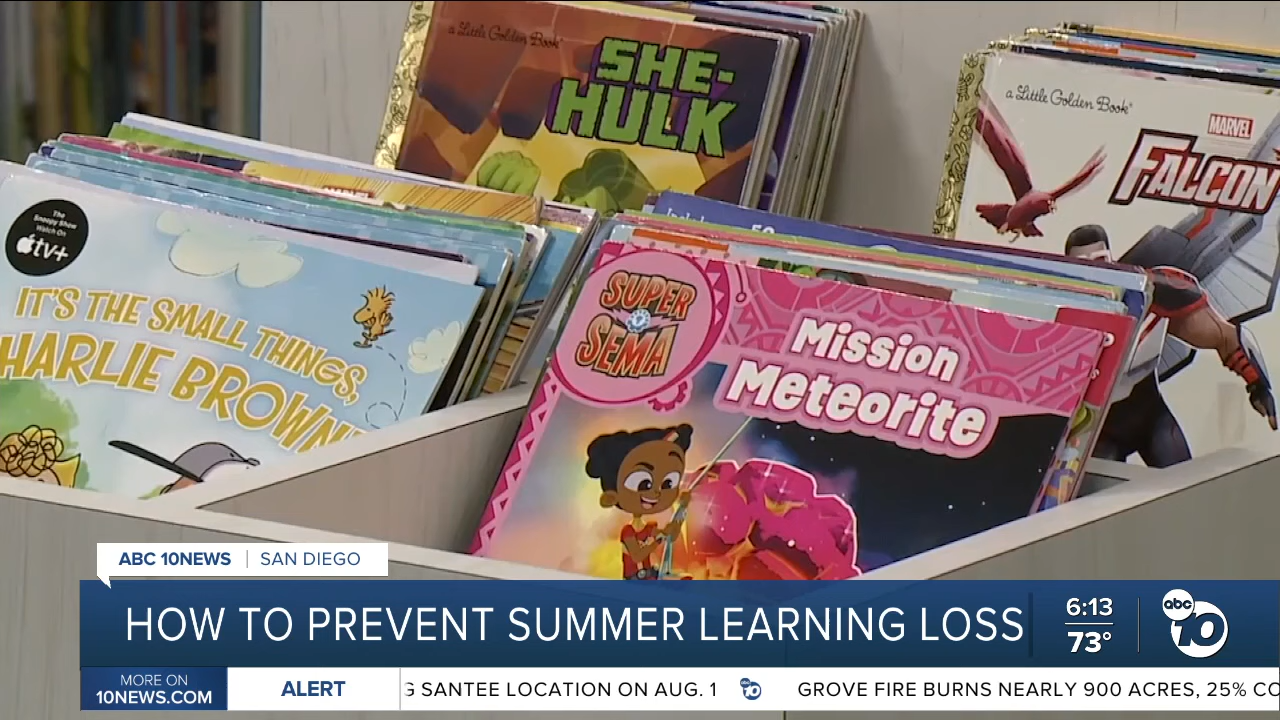 a Little Golden Book®
SHE-
HULK
a Little Golden Book®
MARVEL
FALCON
The
Snoopy Show
Watch On
tv+
IT'S THE SMALL THINGS,
HARLIE BROWN
50
SUPER
SEMA
Mission
Meteorite
ABC 10NEWS | SAN DIEGO
HOW TO PREVENT SUMMER LEARNING LOSS
6:13
73°
abc
10
MORE ON
10NEWS.COM
ALERT
G SANTEE LOCATION ON AUG. 1
10
GROVE FIRE BURNS NEARLY 900 ACRES, 25% CO